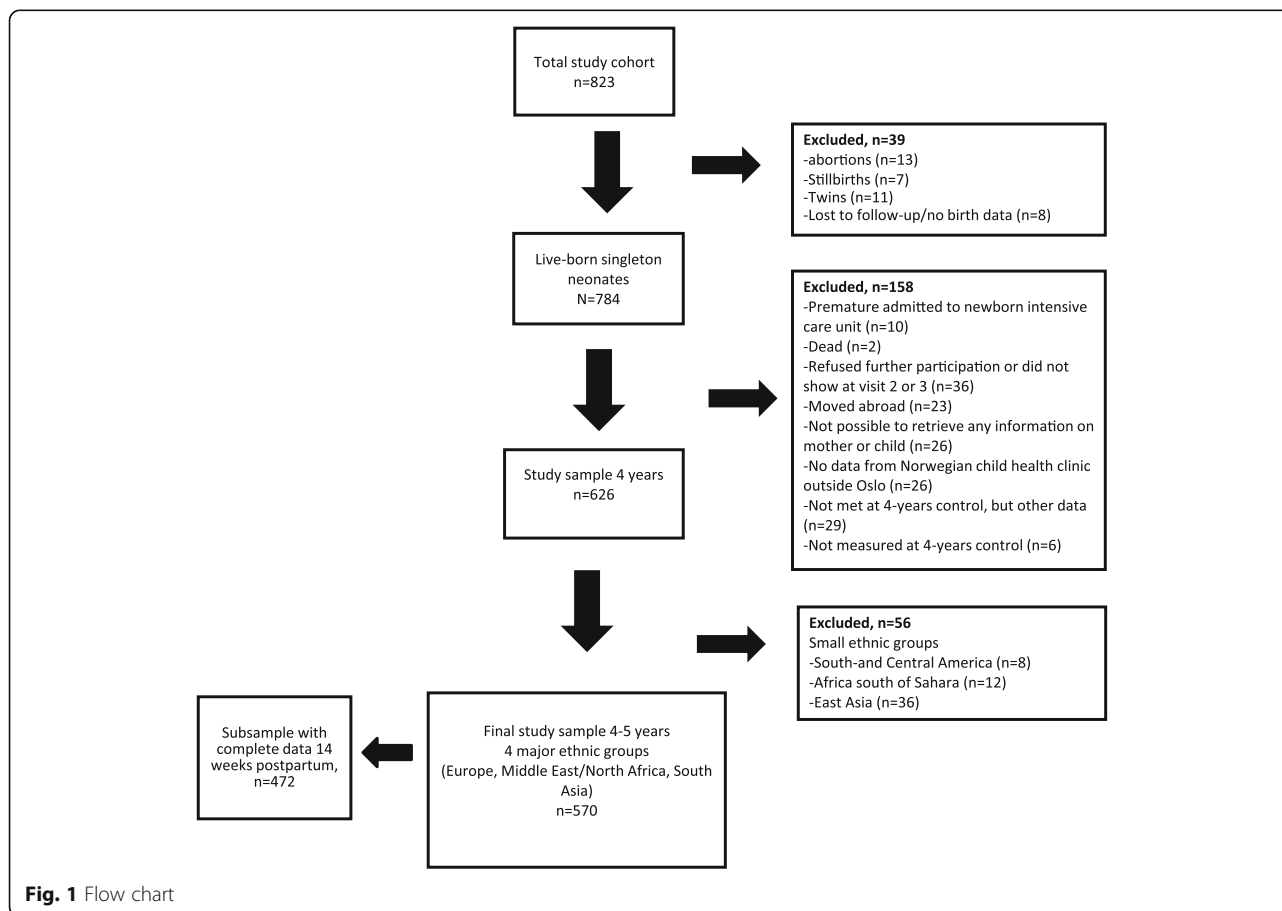 Total study cohort
n=823
Excluded, n=39
-abortions (n=13)
-Stillbirths (n=7)
-Twins (n=11)
-Lost to follow-up/no birth data (n=8)
Live-born singleton
neonates
N=784
Excluded, n=158
-Premature admitted to newborn intensive
care unit (n=10)
-Dead (n=2)
-Refused further participation or did not
show at visit 2 or 3 (n=36)
-Moved abroad (n=23)
-Not possible to retrieve any information on
mother or child (n=26)
-No data from Norwegian child health clinic
outside Oslo (n=26)
-Not met at 4-years control, but other data
(n=29)
-Not measured at 4-years control (n=6)
Study sample 4 years
n=626
Excluded, n=56
Small ethnic groups
-South-and Central America (n=8)
-Africa south of Sahara (n=12)
-East Asia (n=36)
Subsample with
complete data 14
weeks postpartum,
n=472
Final study sample 4-5 years
4 major ethnic groups
(Europe, Middle East/North Africa, South
Asia)
n=570
Fig. 1 Flow chart